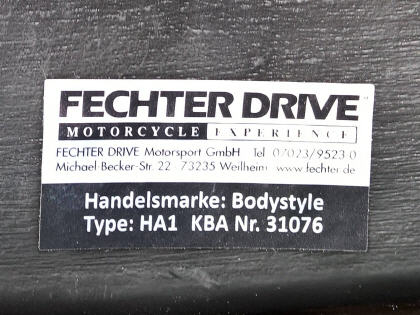 FECHTER DRIVE
MOTORCYCLE EXPERIENCE
FECHTER DRIVE Motorsport GmbH Tel 07023/9523 0
Michael-Becker-Str. 22 · 73235 Weilheim www.fechter.de
Handelsmarke: Bodystyle
Type: HA1 KBA Nr. 31076